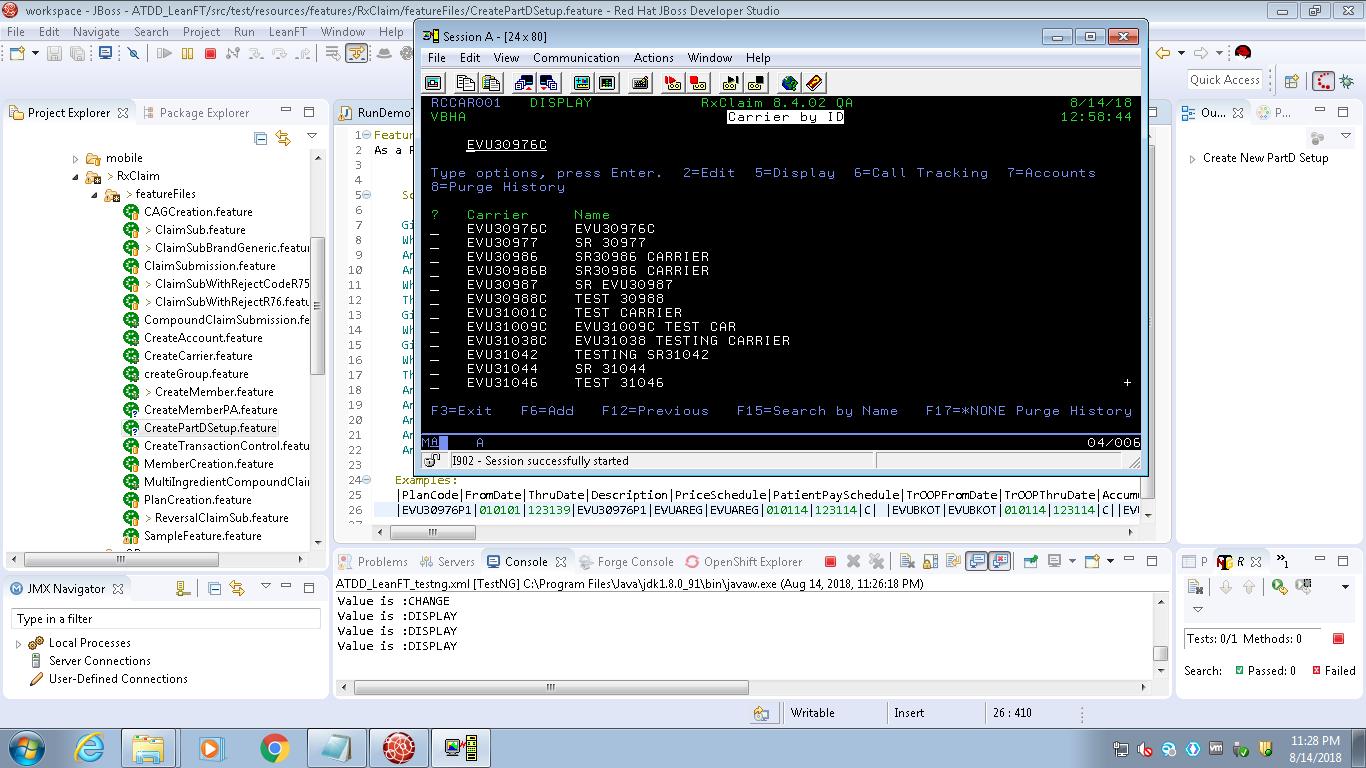 workspace - JBoss - ATDD_LeanFT/src/test/resources/features/RxClaim/featureFiles/CreatePartDSetup.feature - Red Hat JBoss Developer Studio
File Edit Navigate Search Project Run LeanFT Window Help
Quick Access
Project Explorer Package Explorer
mobile
> RxClaim
> featureFiles
CAGCreation.feature
> ClaimSub.feature
> ClaimSubBrandGeneric.featur
ClaimSubmission.feature
> ClaimSubWithRejectCodeR75
> ClaimSubWithRejectR76.featu
CompoundClaimSubmission.fe
CreateAccount.feature
CreateCarrier.feature
createGroup.feature
> CreateMember.feature
CreateMemberPA.feature
CreatePartDSetup.feature
CreateTransactionControl.featu
MemberCreation.feature
MultiIngredientCompoundClai
PlanCreation.feature
> ReversalClaimSub.feature
SampleFeature.feature
JMX Navigator
Type in a filter
Local Processes
Server Connections
User-Defined Connections
RunDemoT
1 Featur
2 As a R
3
4
5 Sc
6
7 Gi
8 Wh
9 An
10 An
11 Wh
12 Th
13 Gi
14 Wh
15 Gi
16 Wh
17 Th
18 An
19 An
20 An
21 An
22 An
23
24 Examples:
25 |PlanCode|FromDate|ThruDate|Description|PriceSchedule|PatientPaySchedule|TrOOPFromDate|TrOOPThruDate|Accum
26 |EVU30976P1|010101|123139|EVU30976P1|EVUAREG|EVUAREG|010114|123114|C| |EVUBKOT|EVUBKOT|010114|123114|C||EVU
Session A - [24 x 80]
File Edit View Communication Actions Window Help
RCCAR001 DISPLAY RxClaim 8.4.02 QA 8/14/18
VBHA Carrier by ID 12:58:44
EVU30976C
Type options, press Enter. 2=Edit 5=Display 6=Call Tracking 7=Accounts
8=Purge History
? Carrier Name
_ EVU30976C EVU30976C
_ EVU30977 SR 30977
_ EVU30986 SR30986 CARRIER
_ EVU30986B SR30986 CARRIER
_ EVU30987 SR EVU30987
_ EVU30988C TEST 30988
_ EVU31001C TEST CARRIER
_ EVU31009C EVU31009C TEST CAR
_ EVU31038C EVU31038 TESTING CARRIER
_ EVU31042 TESTING SR31042
_ EVU31044 SR 31044
_ EVU31046 TEST 31046 +
F3=Exit F6=Add F12=Previous F15=Search by Name F17=*NONE Purge History
MA A 04/006
I902 - Session successfully started
Ou... P...
Create New PartD Setup
Problems Servers Console Forge Console OpenShift Explorer
ATDD_LeanFT_testng.xml [TestNG] C:\Program Files\Java\jdk1.8.0_91\bin\javaw.exe (Aug 14, 2018, 11:26:18 PM)
Value is :CHANGE
Value is :DISPLAY
Value is :DISPLAY
Value is :DISPLAY
P R »1
Tests: 0/1 Methods: 0
Search: Passed: 0 Failed
Writable Insert 26 : 410
11:28 PM
8/14/2018